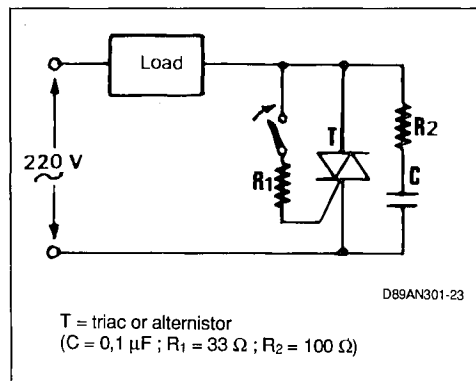 Load
220 V
T
R1
R2
C
D89AN301-23
T = triac or alternistor
(C = 0,1 µF ; R1 = 33 Ω ; R2 = 100 Ω)